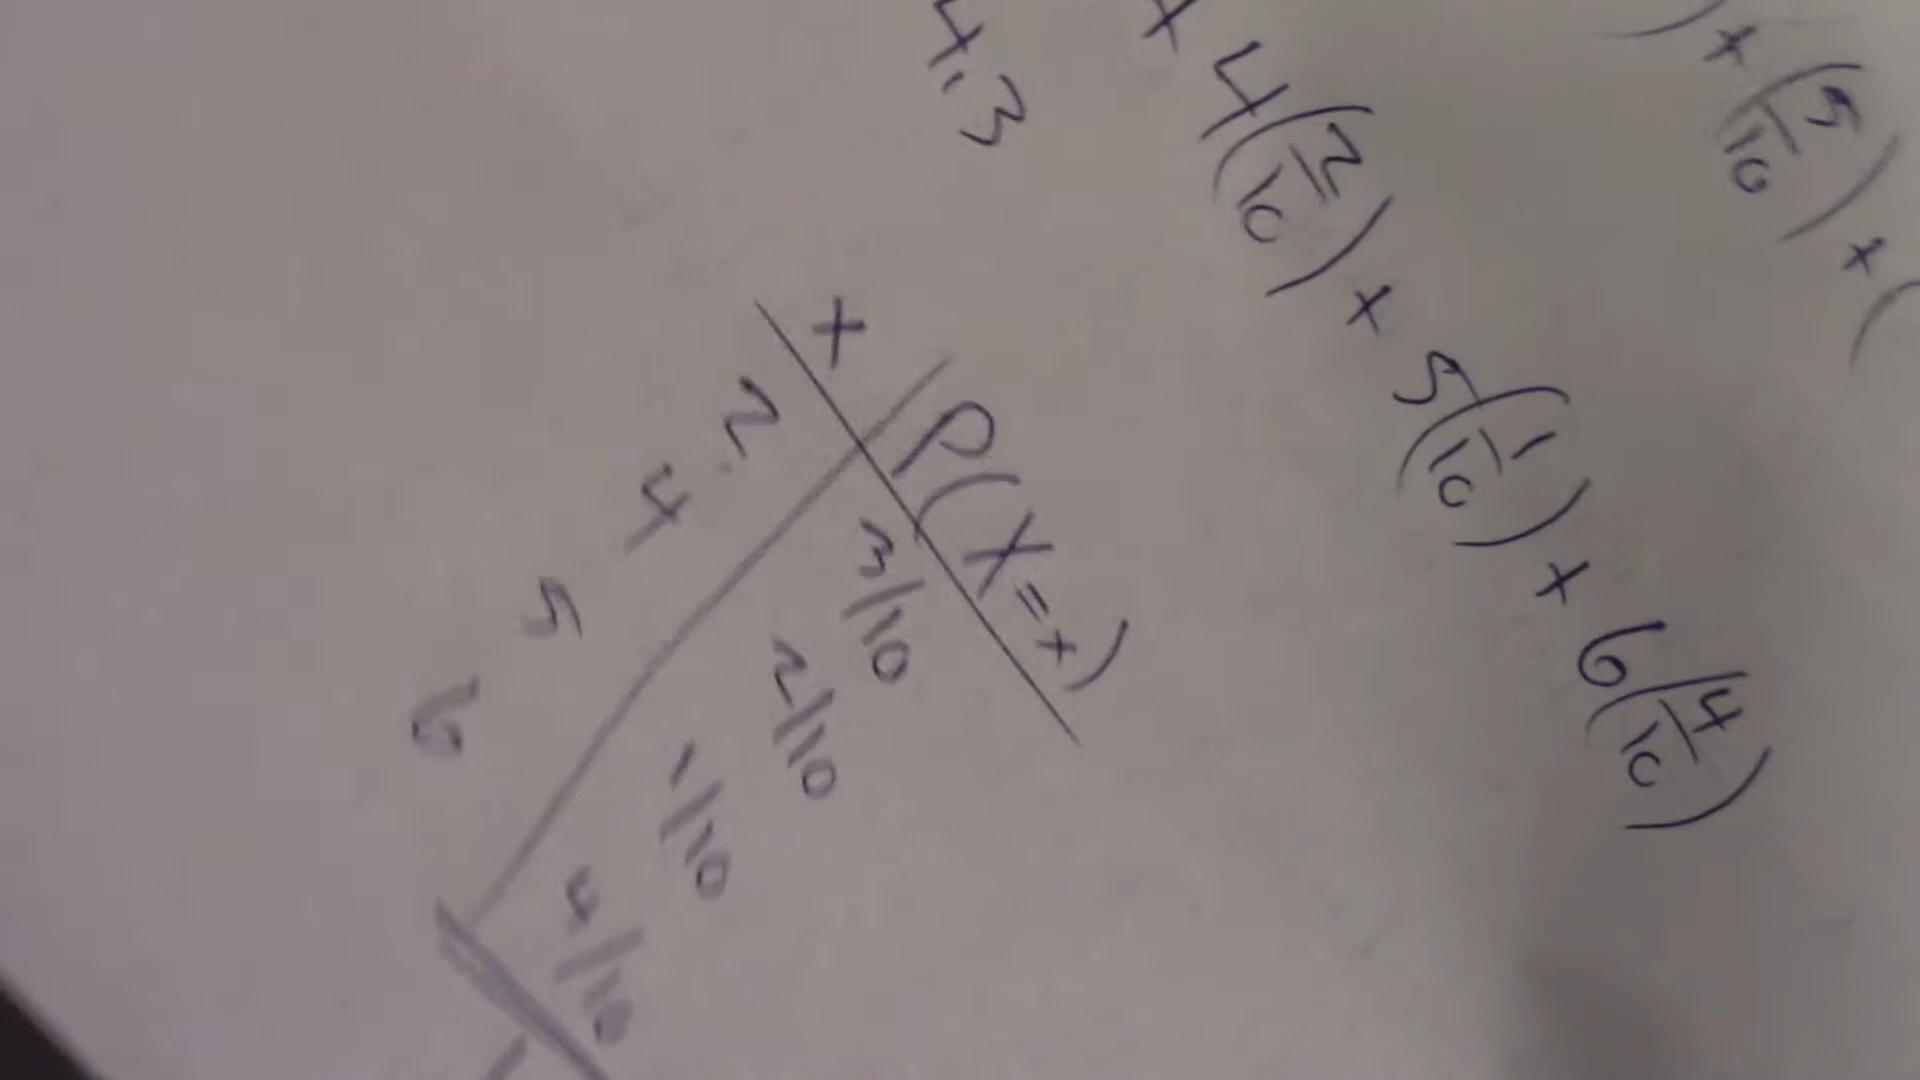 ) + (5/10) + (
+ 4(2/10) + 5(1/10) + 6(4/10)
4.3
x P(X=x)
2 3/10
4 2/10
5 1/10
6 4/10